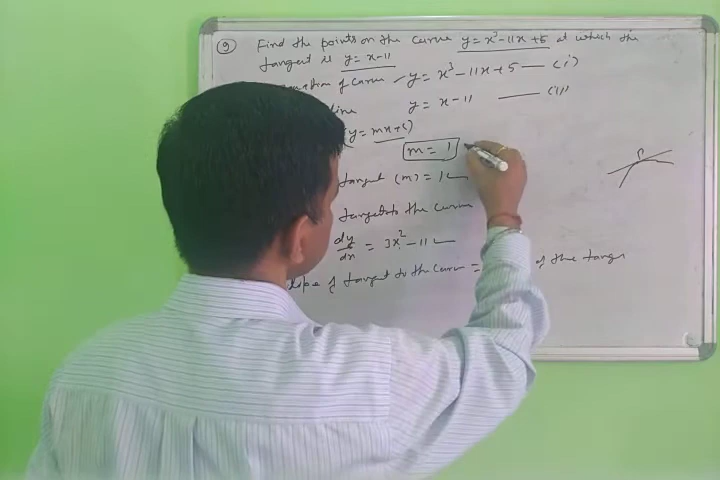 ⑨ Find the points on the curve y = x³ - 11x + 5 at which the
tangent is y = x - 11
equation of curve y = x³ - 11x + 5 — (i)
line y = x - 11 — (ii)
(y = mx + c)
m = 1
tangent (m) = 1
tangent to the curve
dy/dx = 3x² - 11
slope of tangent to the curve = of the tange